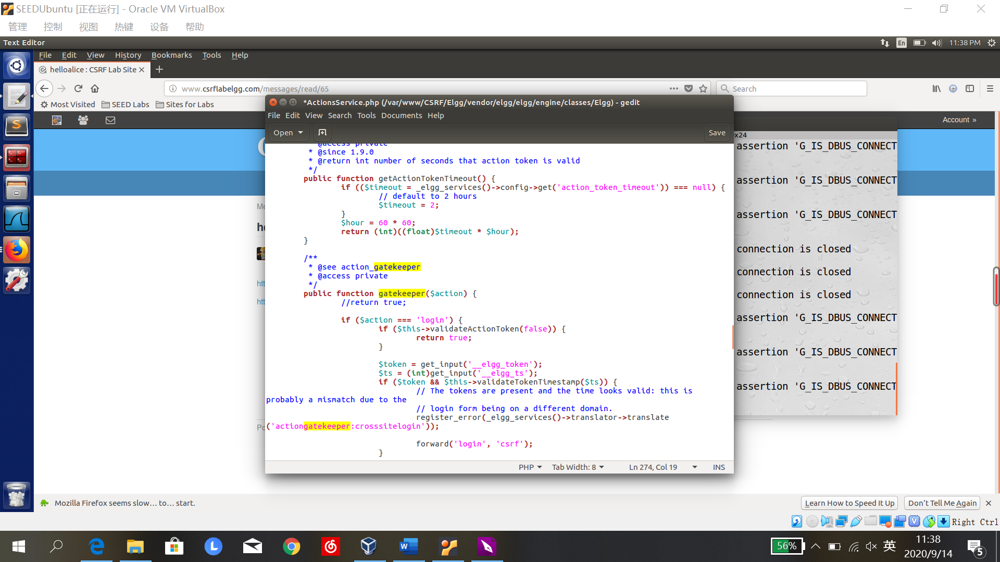 SEEDUbuntu [正在运行] - Oracle VM VirtualBox
管理 控制 视图 热键 设备 帮助
Text Editor
En 11:38 PM
File Edit View History Bookmarks Tools Help
helloalice : CSRF Lab Site
www.csrflabelgg.com/messages/read/65
Search
Most Visited SEED Labs Sites for Labs
Account »
*ActionsService.php (/var/www/CSRF/Elgg/vendor/elgg/elgg/engine/classes/Elgg) - gedit
File Edit View Search Tools Documents Help
Open Save
* @access private
* @since 1.9.0
* @return int number of seconds that action token is valid
*/
public function getActionTokenTimeout() {
if (($timeout = _elgg_services()->config->get('action_token_timeout')) === null) {
// default to 2 hours
$timeout = 2;
}
$hour = 60 * 60;
return (int)((float)$timeout * $hour);
}
/**
* @see action_gatekeeper
* @access private
*/
public function gatekeeper($action) {
//return true;
if ($action === 'login') {
if ($this->validateActionToken(false)) {
return true;
}
$token = get_input('__elgg_token');
$ts = (int)get_input('__elgg_ts');
if ($token && $this->validateTokenTimestamp($ts)) {
// The tokens are present and the time looks valid: this is
probably a mismatch due to the
// login form being on a different domain.
register_error(_elgg_services()->translator->translate
('actiongatekeeper:crosssitelogin'));
forward('login', 'csrf');
}
PHP Tab Width: 8 Ln 274, Col 19 INS
x24
assertion 'G_IS_DBUS_CONNECT
assertion 'G_IS_DBUS_CONNECT
assertion 'G_IS_DBUS_CONNECT
connection is closed
connection is closed
connection is closed
assertion 'G_IS_DBUS_CONNECT
assertion 'G_IS_DBUS_CONNECT
assertion 'G_IS_DBUS_CONNECT
Me
he
htt
htt
Po
Mozilla Firefox seems slow… to… start.
Learn How to Speed It Up Don't Tell Me Again
Right Ctrl
56% 英 11:38
2020/9/14
5